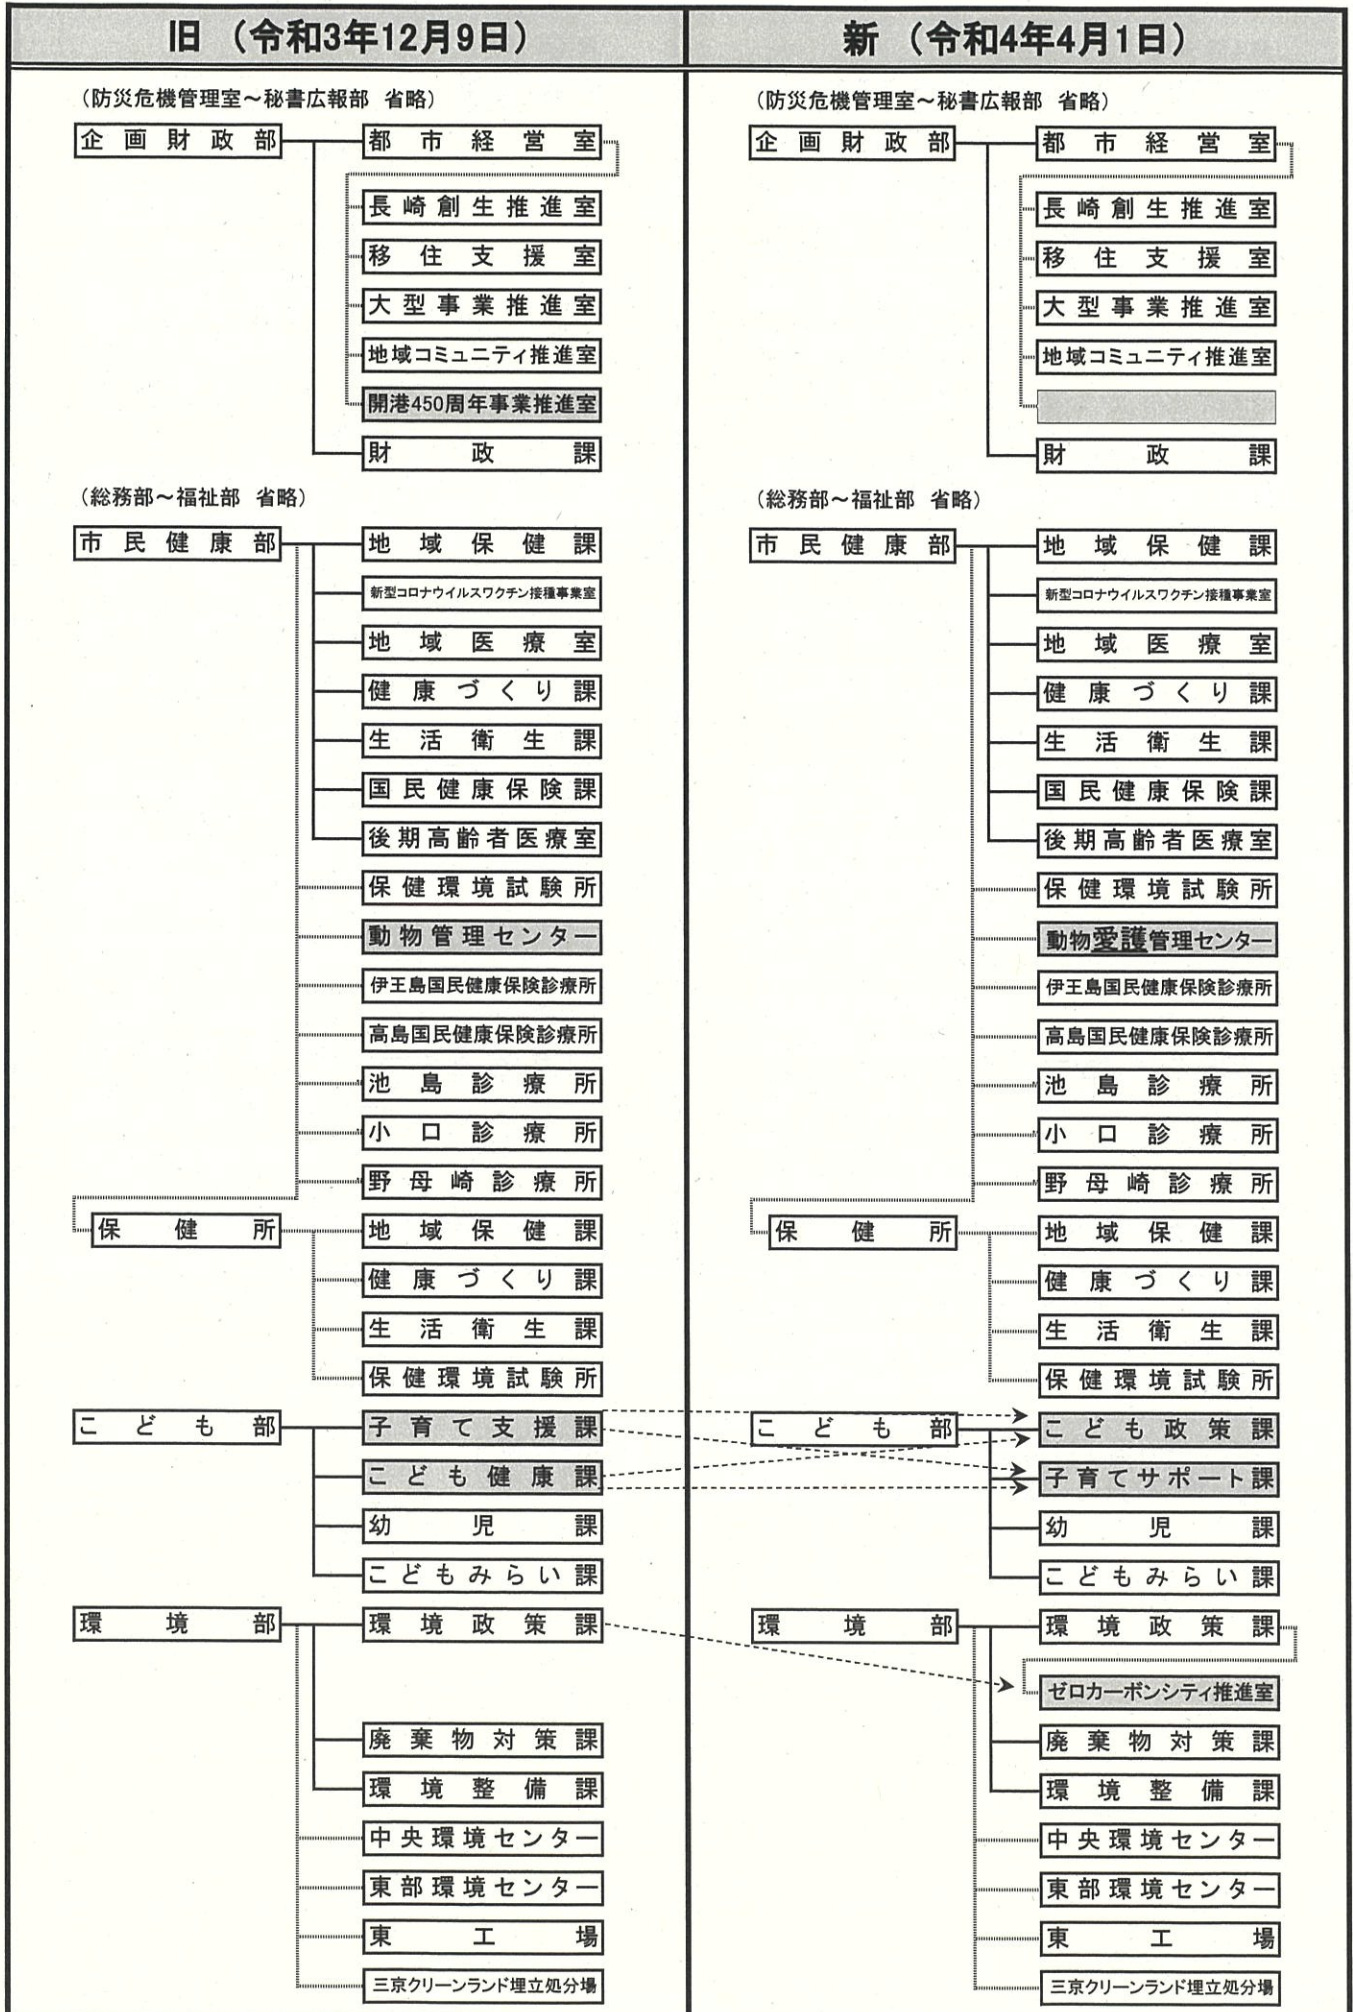 旧（令和3年12月9日）
（防災危機管理室～秘書広報部 省略）
企画財政部
都市経営室
長崎創生推進室
移住支援室
大型事業推進室
地域コミュニティ推進室
開港450周年事業推進室
財政課
（総務部～福祉部 省略）
市民健康部
地域保健課
新型コロナウイルスワクチン接種事業室
地域医療室
健康づくり課
生活衛生課
国民健康保険課
後期高齢者医療室
保健環境試験所
動物管理センター
伊王島国民健康保険診療所
高島国民健康保険診療所
池島診療所
小口診療所
野母崎診療所
保健所
地域保健課
健康づくり課
生活衛生課
保健環境試験所
こども部
子育て支援課
こども健康課
幼児課
こどもみらい課
環境部
環境政策課
廃棄物対策課
環境整備課
中央環境センター
東部環境センター
東工場
三京クリーンランド埋立処分場
新（令和4年4月1日）
（防災危機管理室～秘書広報部 省略）
企画財政部
都市経営室
長崎創生推進室
移住支援室
大型事業推進室
地域コミュニティ推進室
財政課
（総務部～福祉部 省略）
市民健康部
地域保健課
新型コロナウイルスワクチン接種事業室
地域医療室
健康づくり課
生活衛生課
国民健康保険課
後期高齢者医療室
保健環境試験所
動物愛護管理センター
伊王島国民健康保険診療所
高島国民健康保険診療所
池島診療所
小口診療所
野母崎診療所
保健所
地域保健課
健康づくり課
生活衛生課
保健環境試験所
こども部
こども政策課
子育てサポート課
幼児課
こどもみらい課
環境部
環境政策課
ゼロカーボンシティ推進室
廃棄物対策課
環境整備課
中央環境センター
東部環境センター
東工場
三京クリーンランド埋立処分場